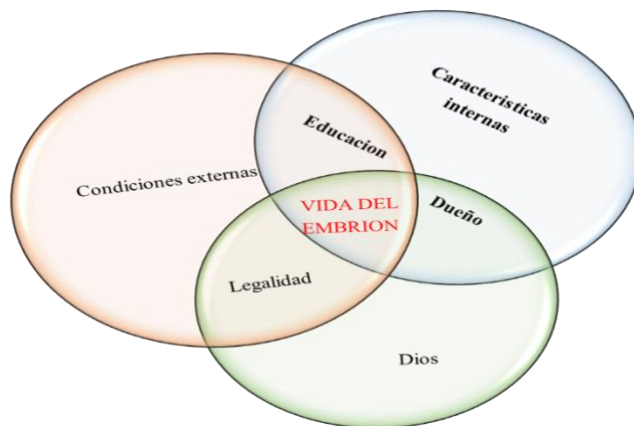 Caracteristicas
internas
Educacion
Condiciones externas
VIDA DEL
EMBRION
Dueño
Legalidad
Dios